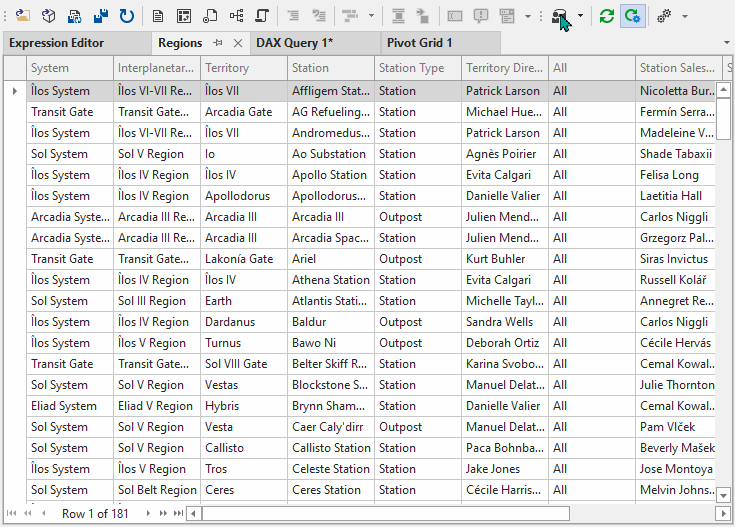 Expression Editor Regions DAX Query 1* Pivot Grid 1
System Interplanetar... Territory Station Station Type Territory Dire... All Station Sales... S
Îlos System Îlos VI-VII Re... Îlos VII Affligem Stat... Station Patrick Larson All Nicoletta Bur...
Transit Gate Transit Gate... Arcadia Gate AG Refueling... Station Michael Hue... All Fermín Serra...
Îlos System Îlos VI-VII Re... Îlos VII Andromedus... Station Patrick Larson All Madeleine V...
Sol System Sol V Region Io Ao Substation Station Agnès Poirier All Shade Tabaxii
Îlos System Îlos IV Region Îlos IV Apollo Station Station Evita Calgari All Felisa Long
Îlos System Îlos IV Region Apollodorus Apollodorus... Station Danielle Valier All Laetitia Hall
Arcadia Syste... Arcadia III Re... Arcadia III Arcadia III Outpost Julien Mend... All Carlos Niggli
Arcadia Syste... Arcadia III Re... Arcadia III Arcadia Spac... Station Julien Mend... All Grzegorz Pal...
Transit Gate Transit Gate... Lakonía Gate Ariel Outpost Kurt Buhler All Siras Invictus
Îlos System Îlos IV Region Îlos IV Athena Station Station Evita Calgari All Russell Kolář
Sol System Sol III Region Earth Atlantis Stati... Station Michelle Tayl... All Annegret Re...
Îlos System Îlos IV Region Dardanus Baldur Outpost Sandra Wells All Carlos Niggli
Îlos System Îlos V Region Turnus Bawo Ni Outpost Deborah Ortiz All Cécile Hervás
Transit Gate Transit Gate... Sol VIII Gate Belter Skiff R... Station Karina Svobo... All Cemal Kowal...
Sol System Sol V Region Vestas Blockstone S... Station Manuel Delat... All Julie Thornton
Eliad System Eliad V Region Hybris Brynn Sham... Station Danielle Valier All Cemal Kowal...
Sol System Sol V Region Vesta Caer Caly'dirr Outpost Manuel Delat... All Pam Vlček
Sol System Sol V Region Callisto Callisto Station Station Paca Bohnba... All Beverly Mašek
Îlos System Îlos V Region Tros Celeste Station Station Jake Jones All Jose Montoya
Sol System Sol Belt Region Ceres Ceres Station Station Cécile Harris... All Melvin Johns...
Row 1 of 181